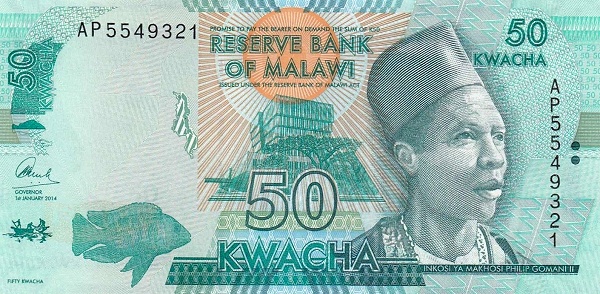 AP5549321
PROMISE TO PAY THE BEARER ON DEMAND THE SUM OF K50
RESERVE BANK
OF MALAWI
ISSUED UNDER THE RESERVE BANK OF MALAWI ACT
50
KWACHA
50
KWACHA
AP5549321
GOVERNOR
1st JANUARY 2014
50
KWACHA
FIFTY KWACHA
INKOSI YA MAKHOSI PHILIP GOMANI II